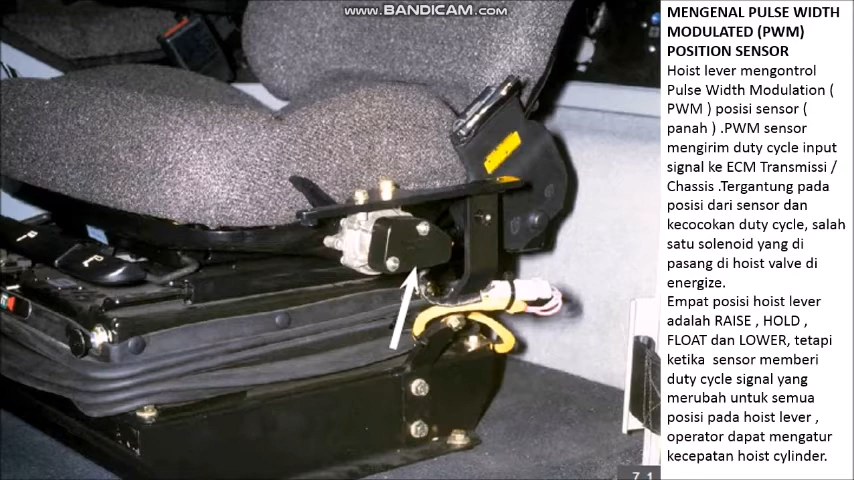 www.BANDICAM.com
MENGENAL PULSE WIDTH
MODULATED (PWM)
POSITION SENSOR
Hoist lever mengontrol
Pulse Width Modulation (
PWM ) posisi sensor (
panah ) .PWM sensor
mengirim duty cycle input
signal ke ECM Transmissi /
Chassis .Tergantung pada
posisi dari sensor dan
kecocokan duty cycle, salah
satu solenoid yang di
pasang di hoist valve di
energize.
Empat posisi hoist lever
adalah RAISE , HOLD ,
FLOAT dan LOWER, tetapi
ketika  sensor memberi
duty cycle signal yang
merubah untuk semua
posisi pada hoist lever ,
operator dapat mengatur
kecepatan hoist cylinder.
71